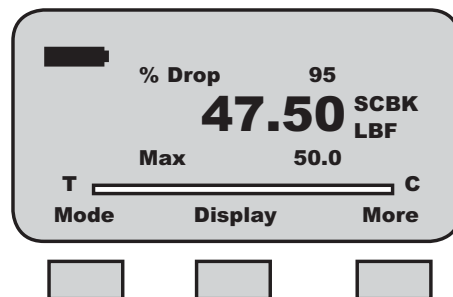 % Drop 95
47.50 SCBK
LBF
Max 50.0
T C
Mode Display More